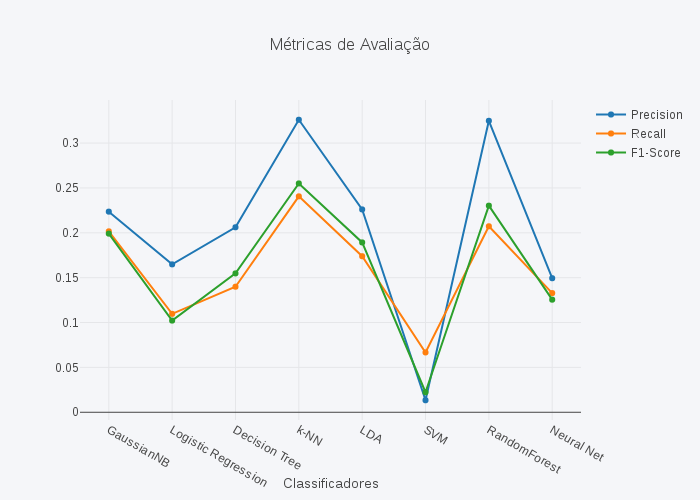 Métricas de Avaliação
Precision
Recall
F1-Score
0.3
0.25
0.2
0.15
0.1
0.05
0
GaussianNB
Logistic Regression
Decision Tree
k-NN
LDA
SVM
RandomForest
Neural Net
Classificadores